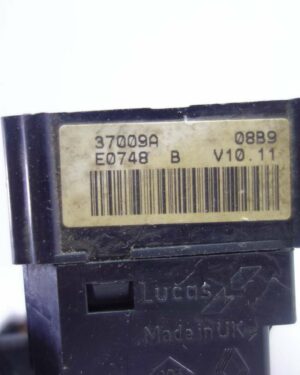 37009A 08B9
E0748 B V10.11
Lucas
Made in UK